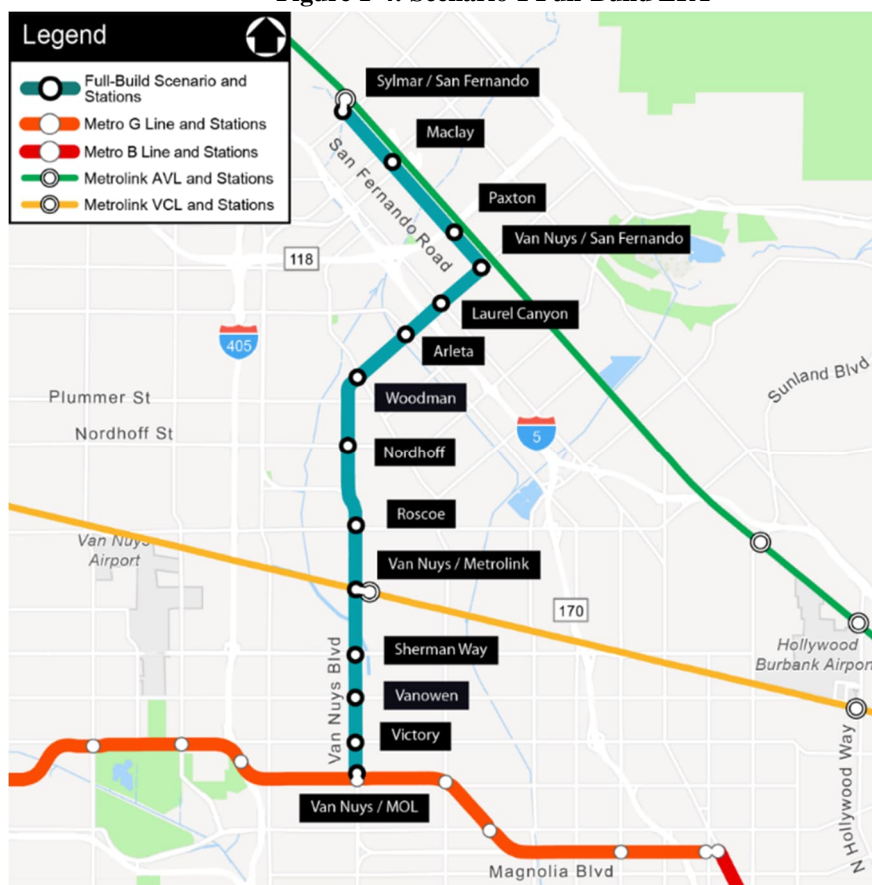 Legend
Full-Build Scenario and
Stations
Metro G Line and Stations
Metro B Line and Stations
Metrolink AVL and Stations
Metrolink VCL and Stations
Sylmar / San Fernando
Maclay
San Fernando Road
Paxton
Van Nuys / San Fernando
118
Laurel Canyon
405
Arleta
Sunland Blvd
Plummer St
Woodman
Nordhoff St
5
Nordhoff
Roscoe
Van Nuys
Airport
Van Nuys / Metrolink
170
Sherman Way
Hollywood
Burbank Airport
Van Nuys Blvd
Vanowen
Victory
N Hollywood Way
Van Nuys / MOL
Magnolia Blvd